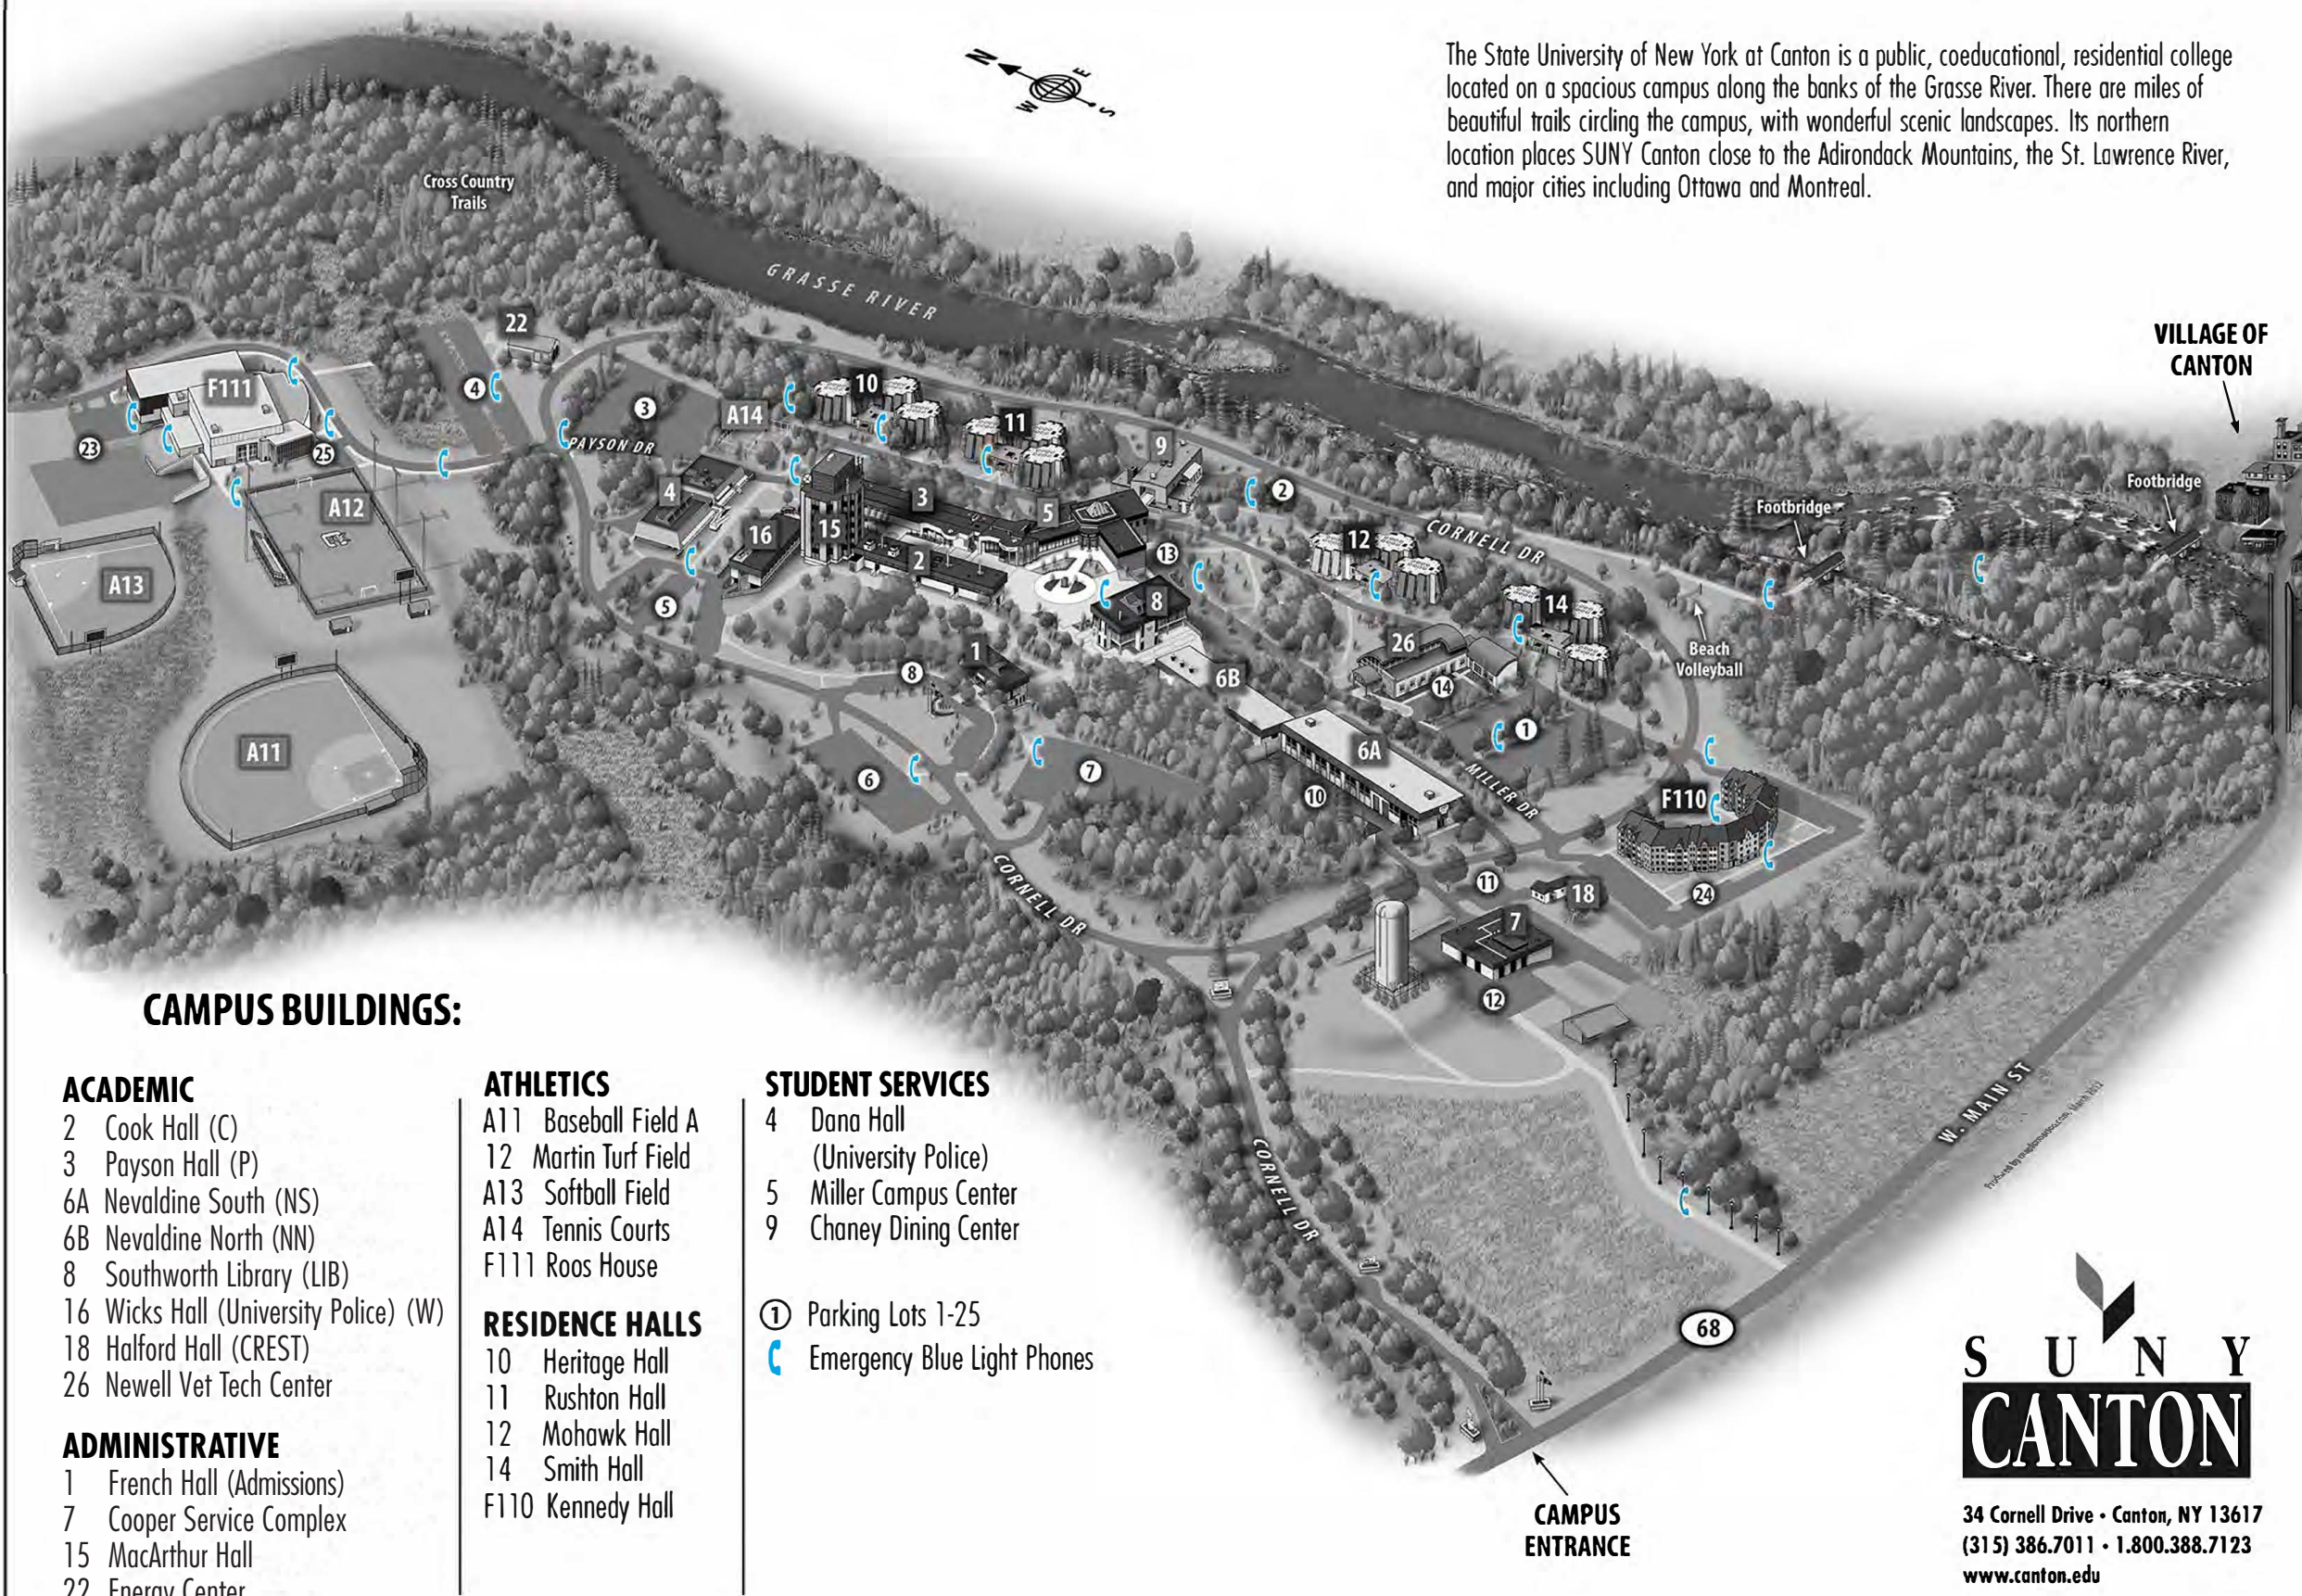 The State University of New York at Canton is a public, coeducational, residential college
located on a spacious campus along the banks of the Grasse River. There are miles of
beautiful trails circling the campus, with wonderful scenic landscapes. Its northern
location places SUNY Canton close to the Adirondack Mountains, the St. Lawrence River,
and major cities including Ottawa and Montreal.
N
E
W
S
Cross Country
Trails
GRASSE RIVER
VILLAGE OF
CANTON
22
F111
4
3
A14
10
11
9
23
25
PAYSON DR
A12
4
3
5
2
Footbridge
Footbridge
16
15
2
13
12
CORNELL DR
A13
5
8
14
1
26
Beach
Volleyball
8
6B
14
A11
6
7
6A
1
10
MILLER DR
F110
CORNELL DR
11
18
24
7
12
CORNELL DR
W. MAIN ST
68
CAMPUS
ENTRANCE
CAMPUS BUILDINGS:
ACADEMIC
2 Cook Hall (C)
3 Payson Hall (P)
6A Nevaldine South (NS)
6B Nevaldine North (NN)
8 Southworth Library (LIB)
16 Wicks Hall (University Police) (W)
18 Halford Hall (CREST)
26 Newell Vet Tech Center
ADMINISTRATIVE
1 French Hall (Admissions)
7 Cooper Service Complex
15 MacArthur Hall
22 Energy Center
ATHLETICS
A11 Baseball Field A
12 Martin Turf Field
A13 Softball Field
A14 Tennis Courts
F111 Roos House
RESIDENCE HALLS
10 Heritage Hall
11 Rushton Hall
12 Mohawk Hall
14 Smith Hall
F110 Kennedy Hall
STUDENT SERVICES
4 Dana Hall
(University Police)
5 Miller Campus Center
9 Chaney Dining Center
1 Parking Lots 1-25
Emergency Blue Light Phones
SUNY
CANTON
34 Cornell Drive • Canton, NY 13617
(315) 386.7011 • 1.800.388.7123
www.canton.edu